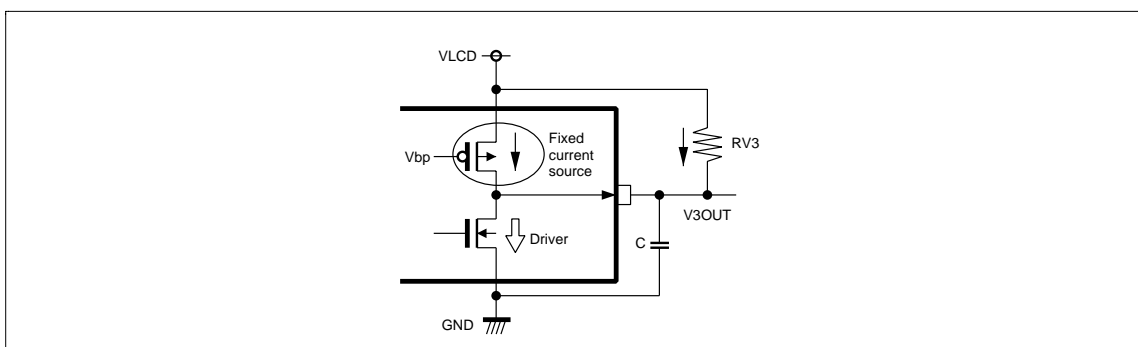 VLCD
Vbp
Fixed
current
source
RV3
V3OUT
Driver
C
GND